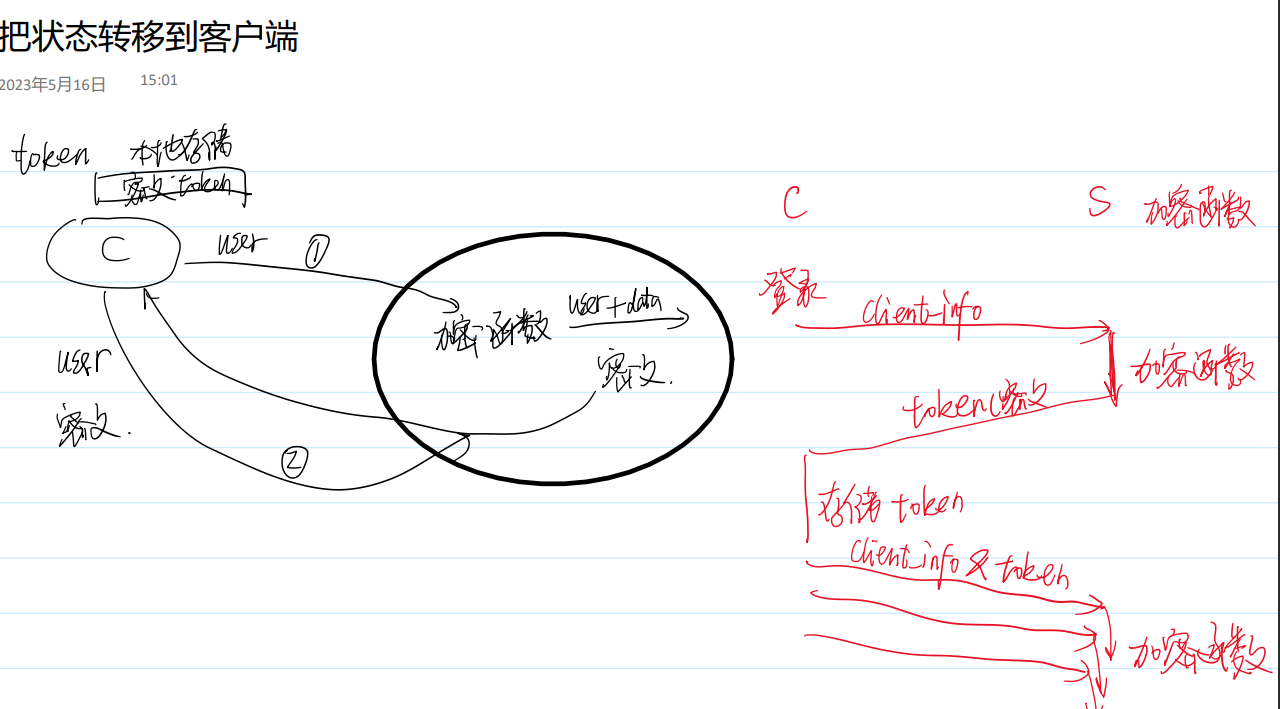 把状态转移到客户端
2023年5月16日 15:01
token 本地存储
密文 token
C
user ①
加密函数 user+data
密文.
user
密文.
②
C S 加密函数
登录 client-info
加密函数
token(密文
存储 token
client_info & token
加密函数